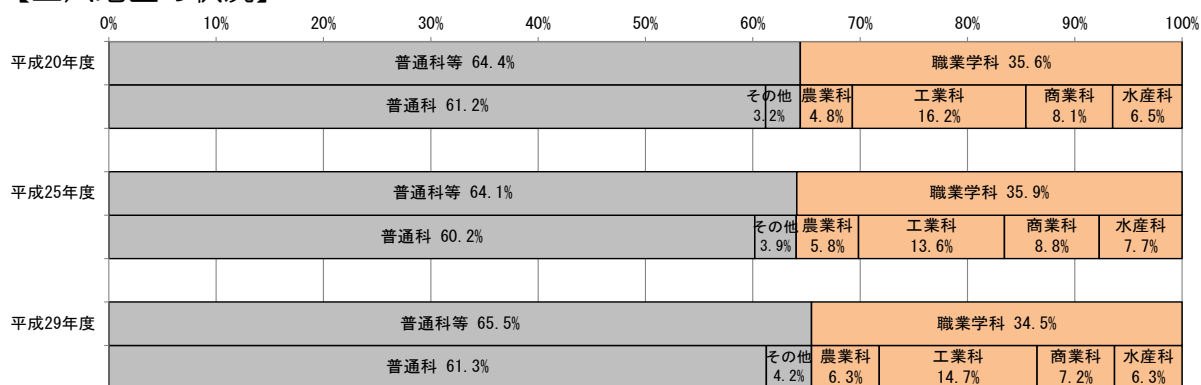 0% 10% 20% 30% 40% 50% 60% 70% 80% 90% 100%
平成20年度
普通科等 64.4% 職業学科 35.6%
普通科 61.2%
その他 3.2%
農業科 4.8%
工業科 16.2%
商業科 8.1%
水産科 6.5%
平成25年度
普通科等 64.1% 職業学科 35.9%
普通科 60.2%
その他 3.9%
農業科 5.8%
工業科 13.6%
商業科 8.8%
水産科 7.7%
平成29年度
普通科等 65.5% 職業学科 34.5%
普通科 61.3%
その他 4.2%
農業科 6.3%
工業科 14.7%
商業科 7.2%
水産科 6.3%